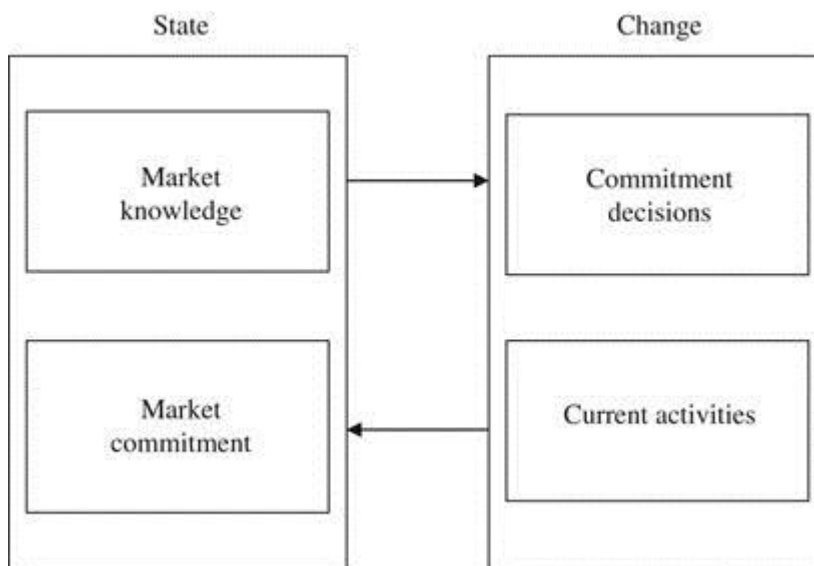 State
Change
Market
knowledge
Commitment
decisions
Market
commitment
Current activities